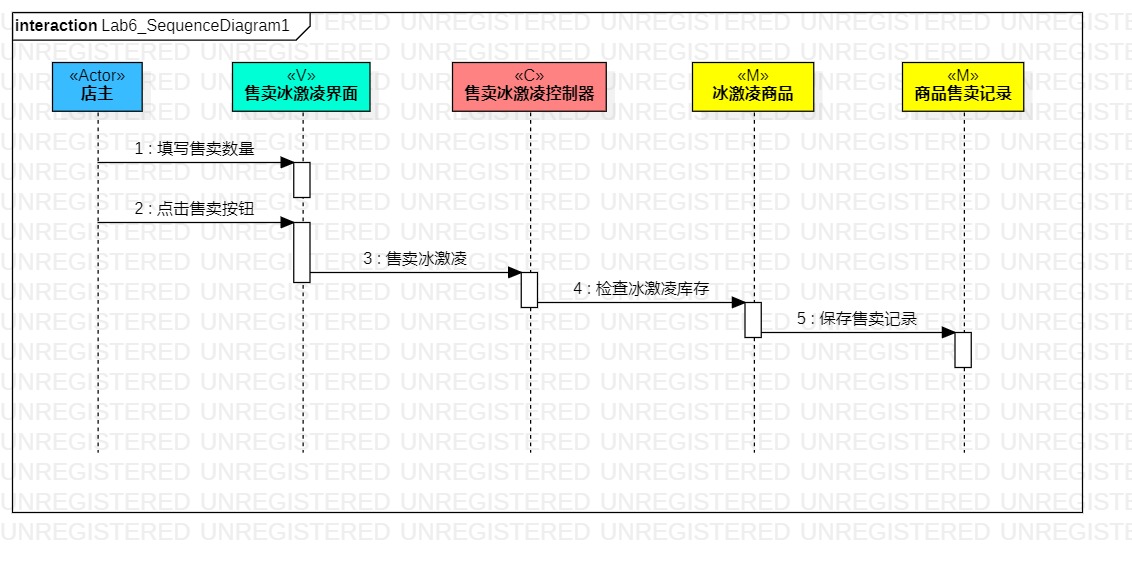 interaction Lab6_SequenceDiagram1
«Actor»
店主
«V»
售卖冰激凌界面
«C»
售卖冰激凌控制器
«M»
冰激凌商品
«M»
商品售卖记录
1 : 填写售卖数量
2 : 点击售卖按钮
3 : 售卖冰激凌
4 : 检查冰激凌库存
5 : 保存售卖记录
UNREGISTERED UNREGISTERED UNREGISTERED UNREGISTERED UNREGISTERED UNREGISTERED